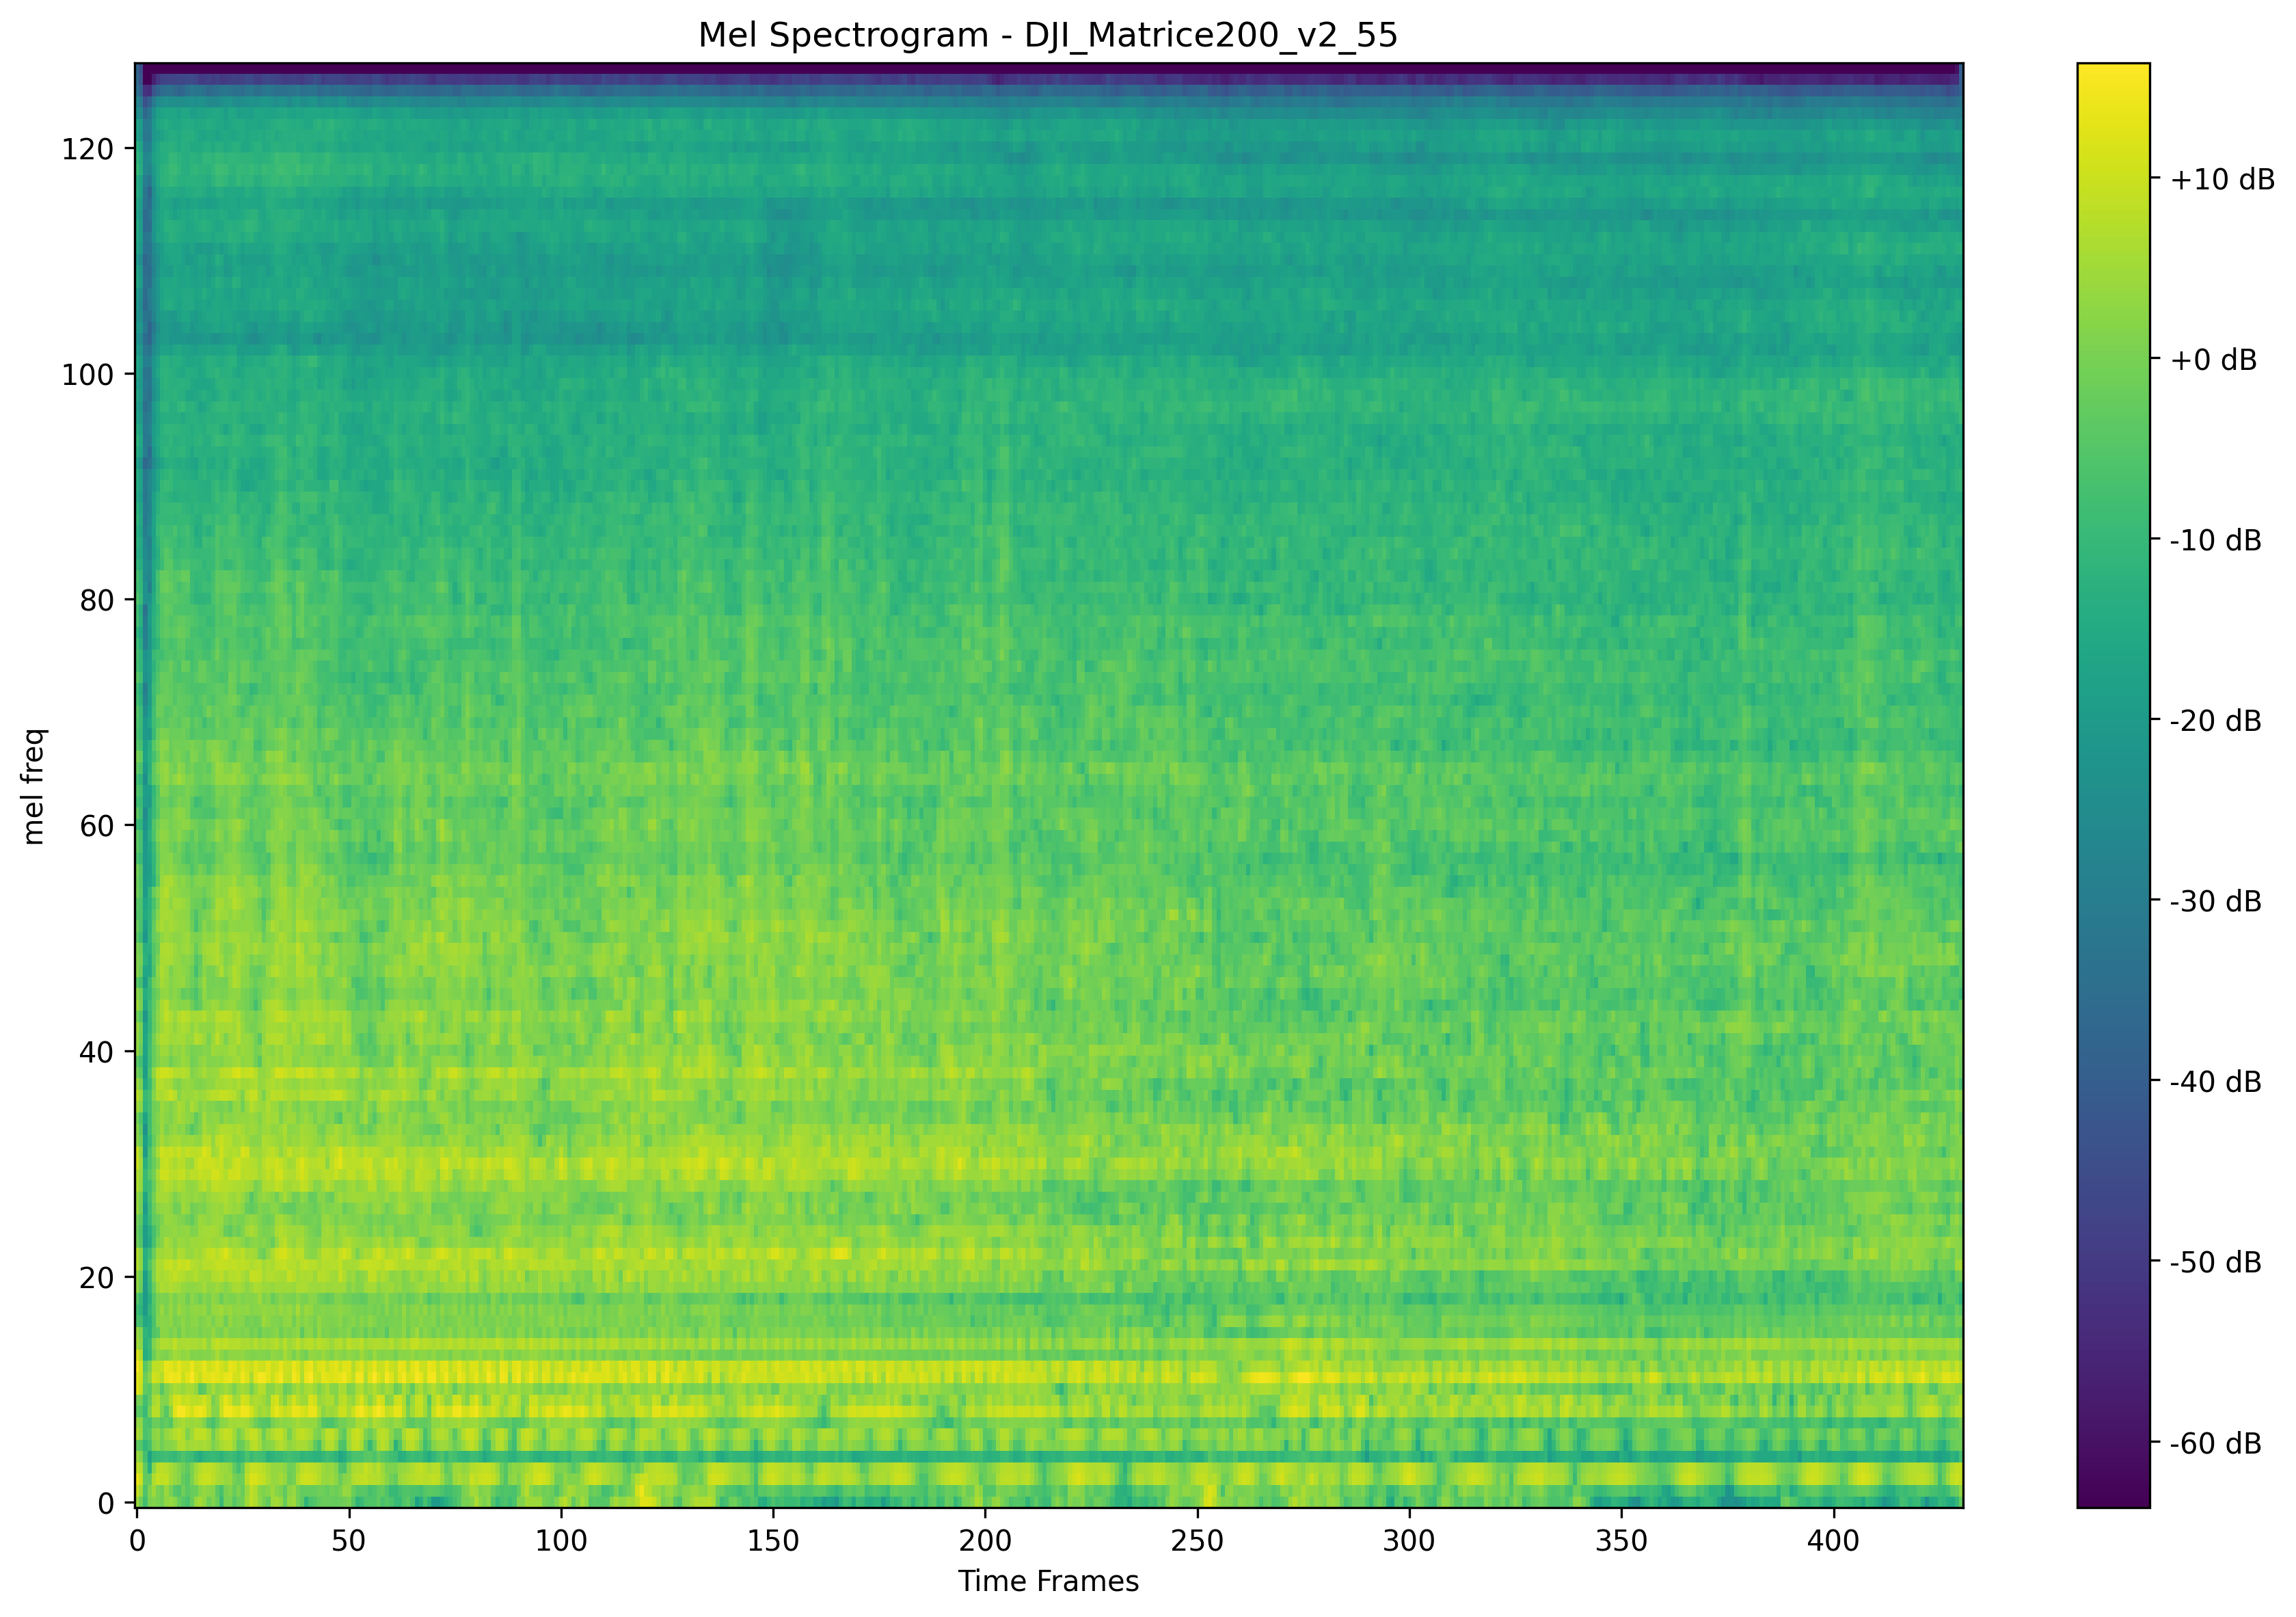 Mel Spectrogram - DJI_Matrice200_v2_55
mel freq
120
100
80
60
40
20
0
0 50 100 150 200 250 300 350 400
Time Frames
+10 dB
+0 dB
-10 dB
-20 dB
-30 dB
-40 dB
-50 dB
-60 dB